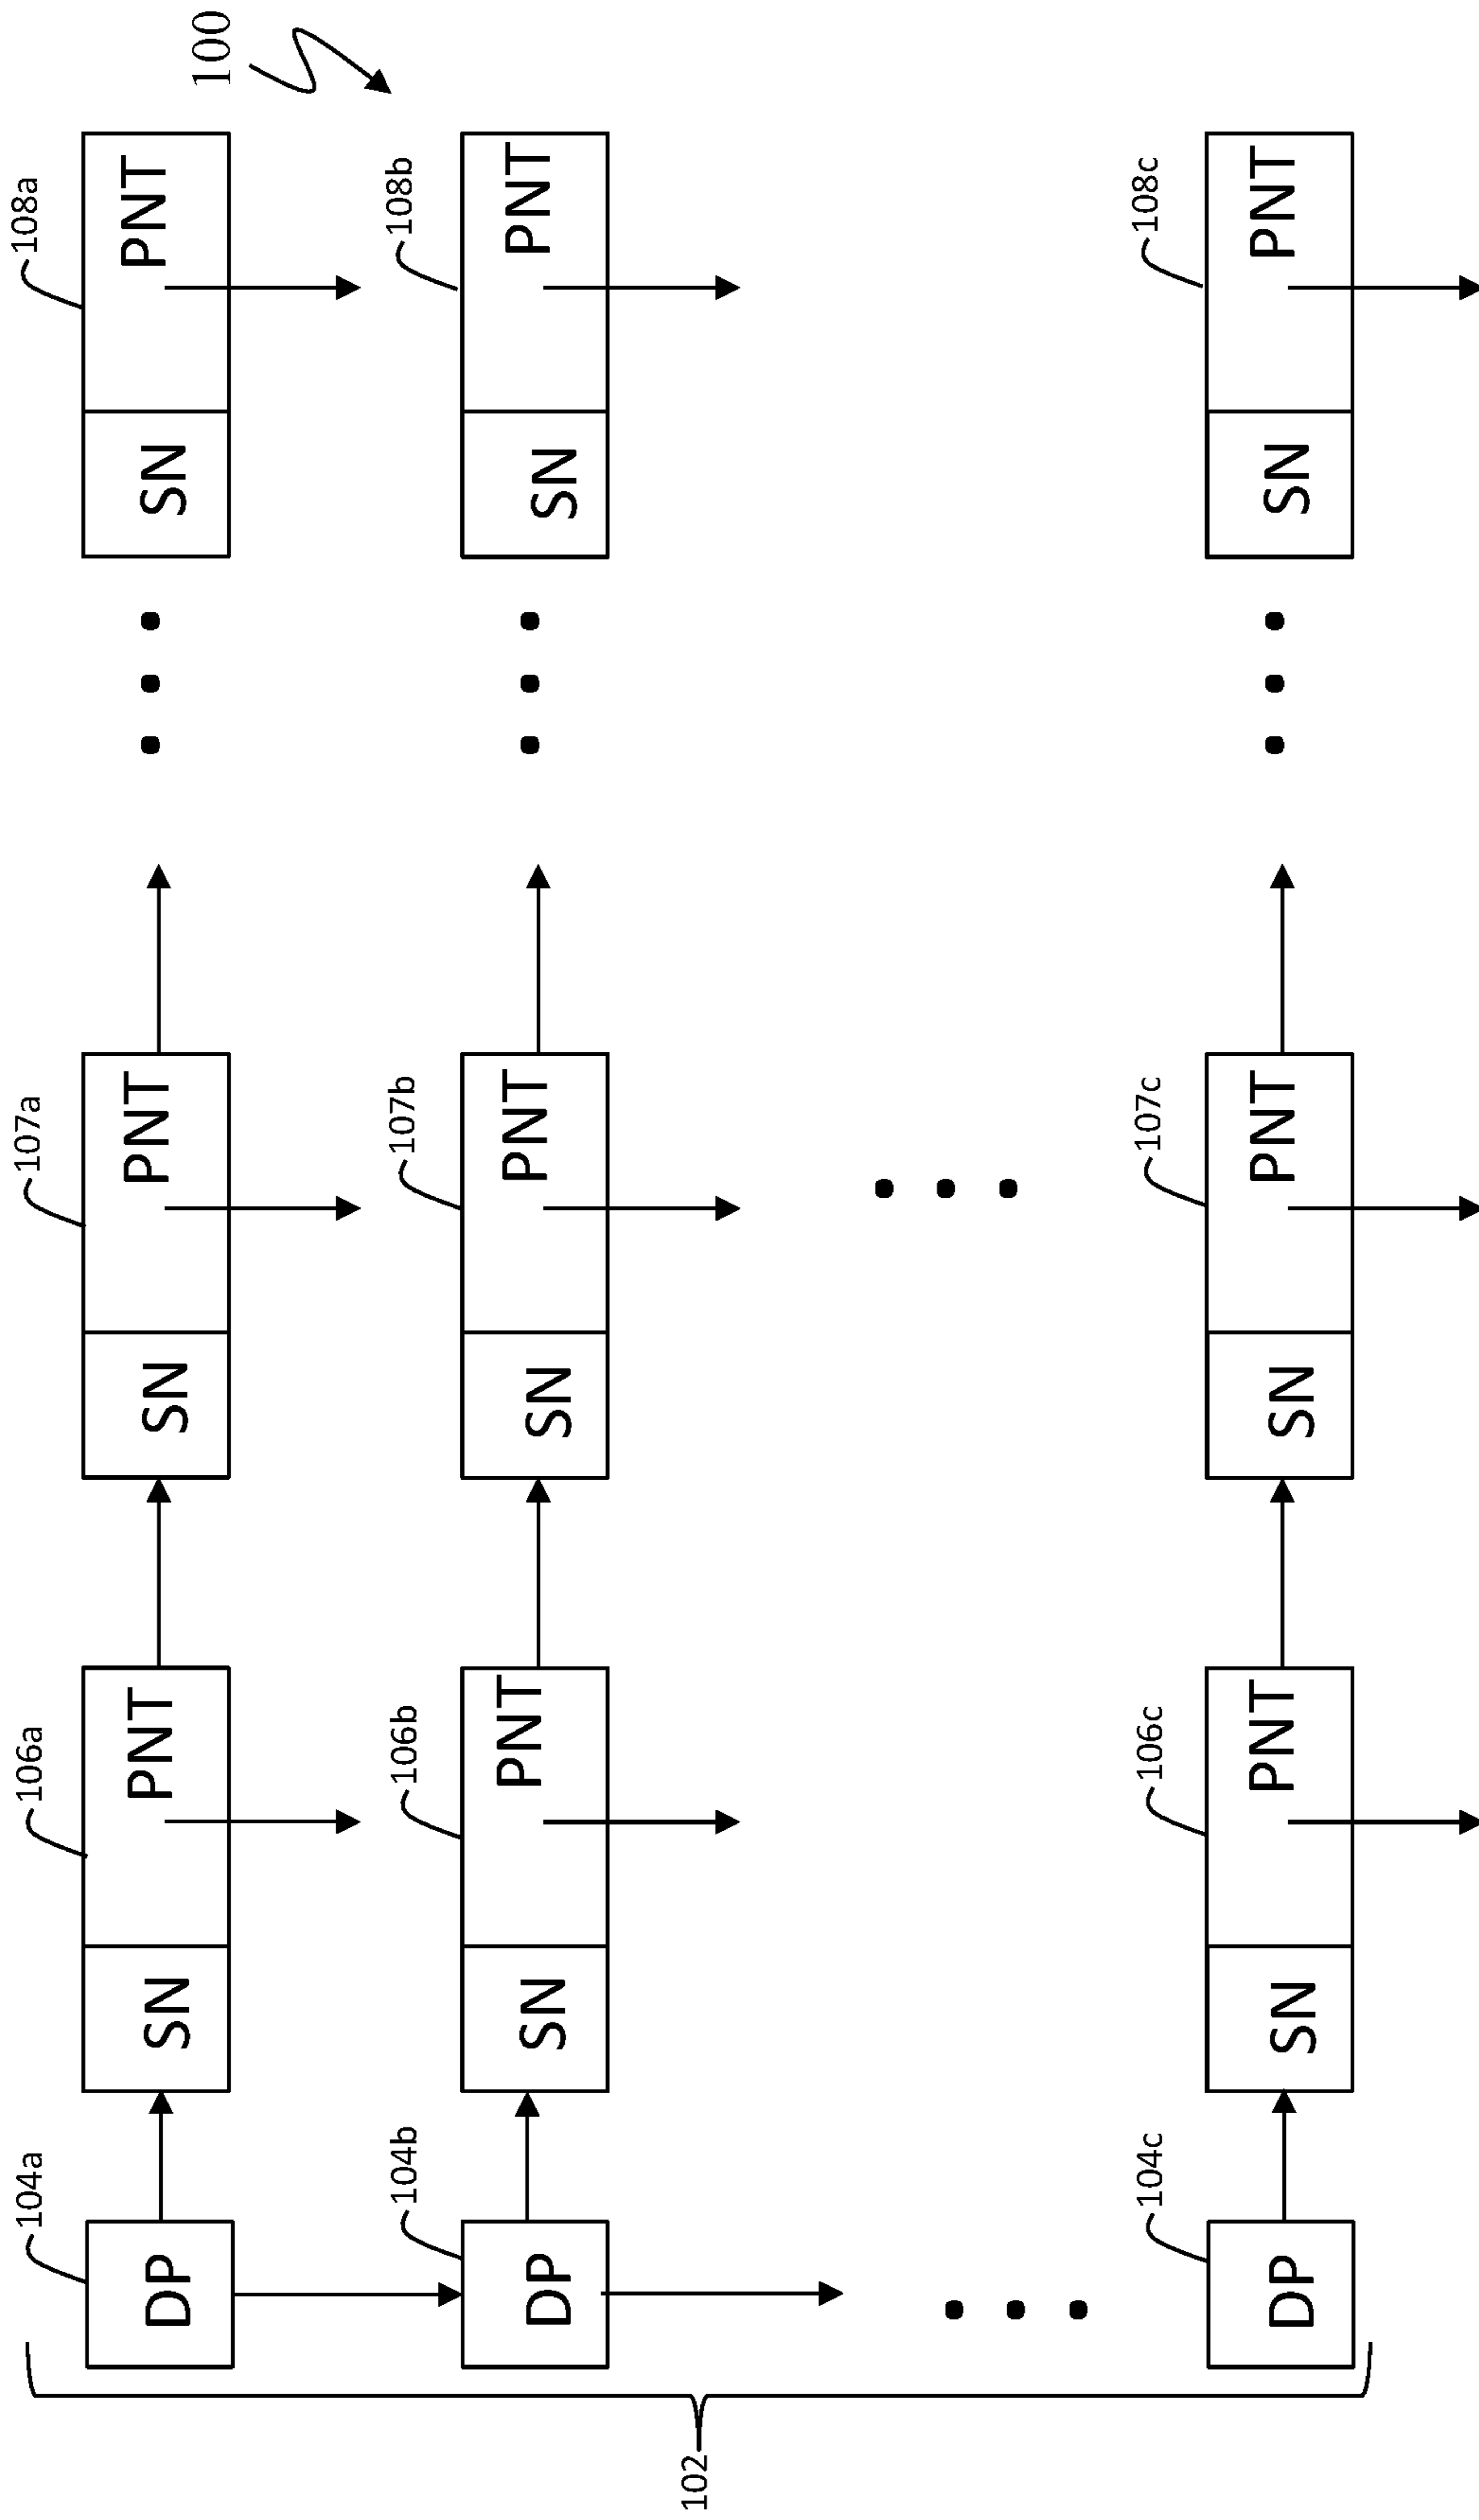 100
108a
PNT
SN
107a
PNT
SN
106a
PNT
SN
104a
DP
108b
PNT
SN
107b
PNT
SN
106b
PNT
SN
104b
DP
108c
PNT
SN
107c
PNT
SN
106c
PNT
SN
104c
DP
102